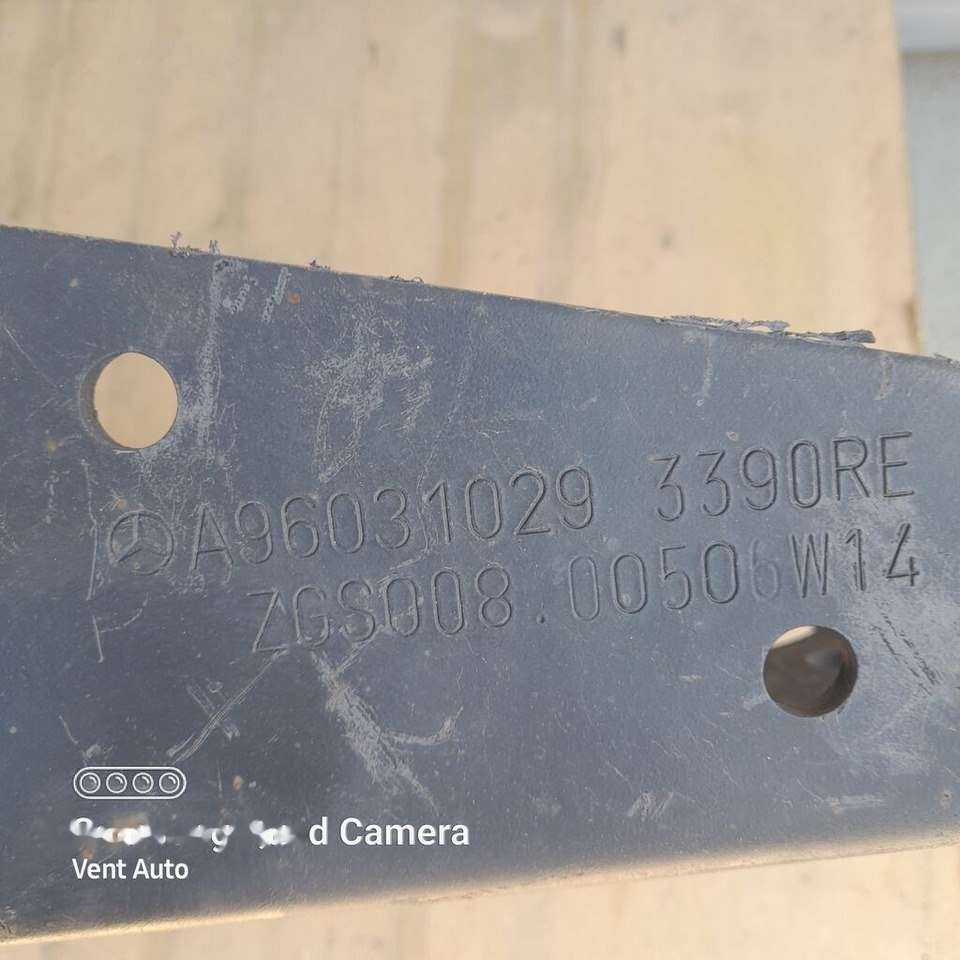 A96031029 3390RE
ZGS008.00506W14
d Camera
Vent Auto